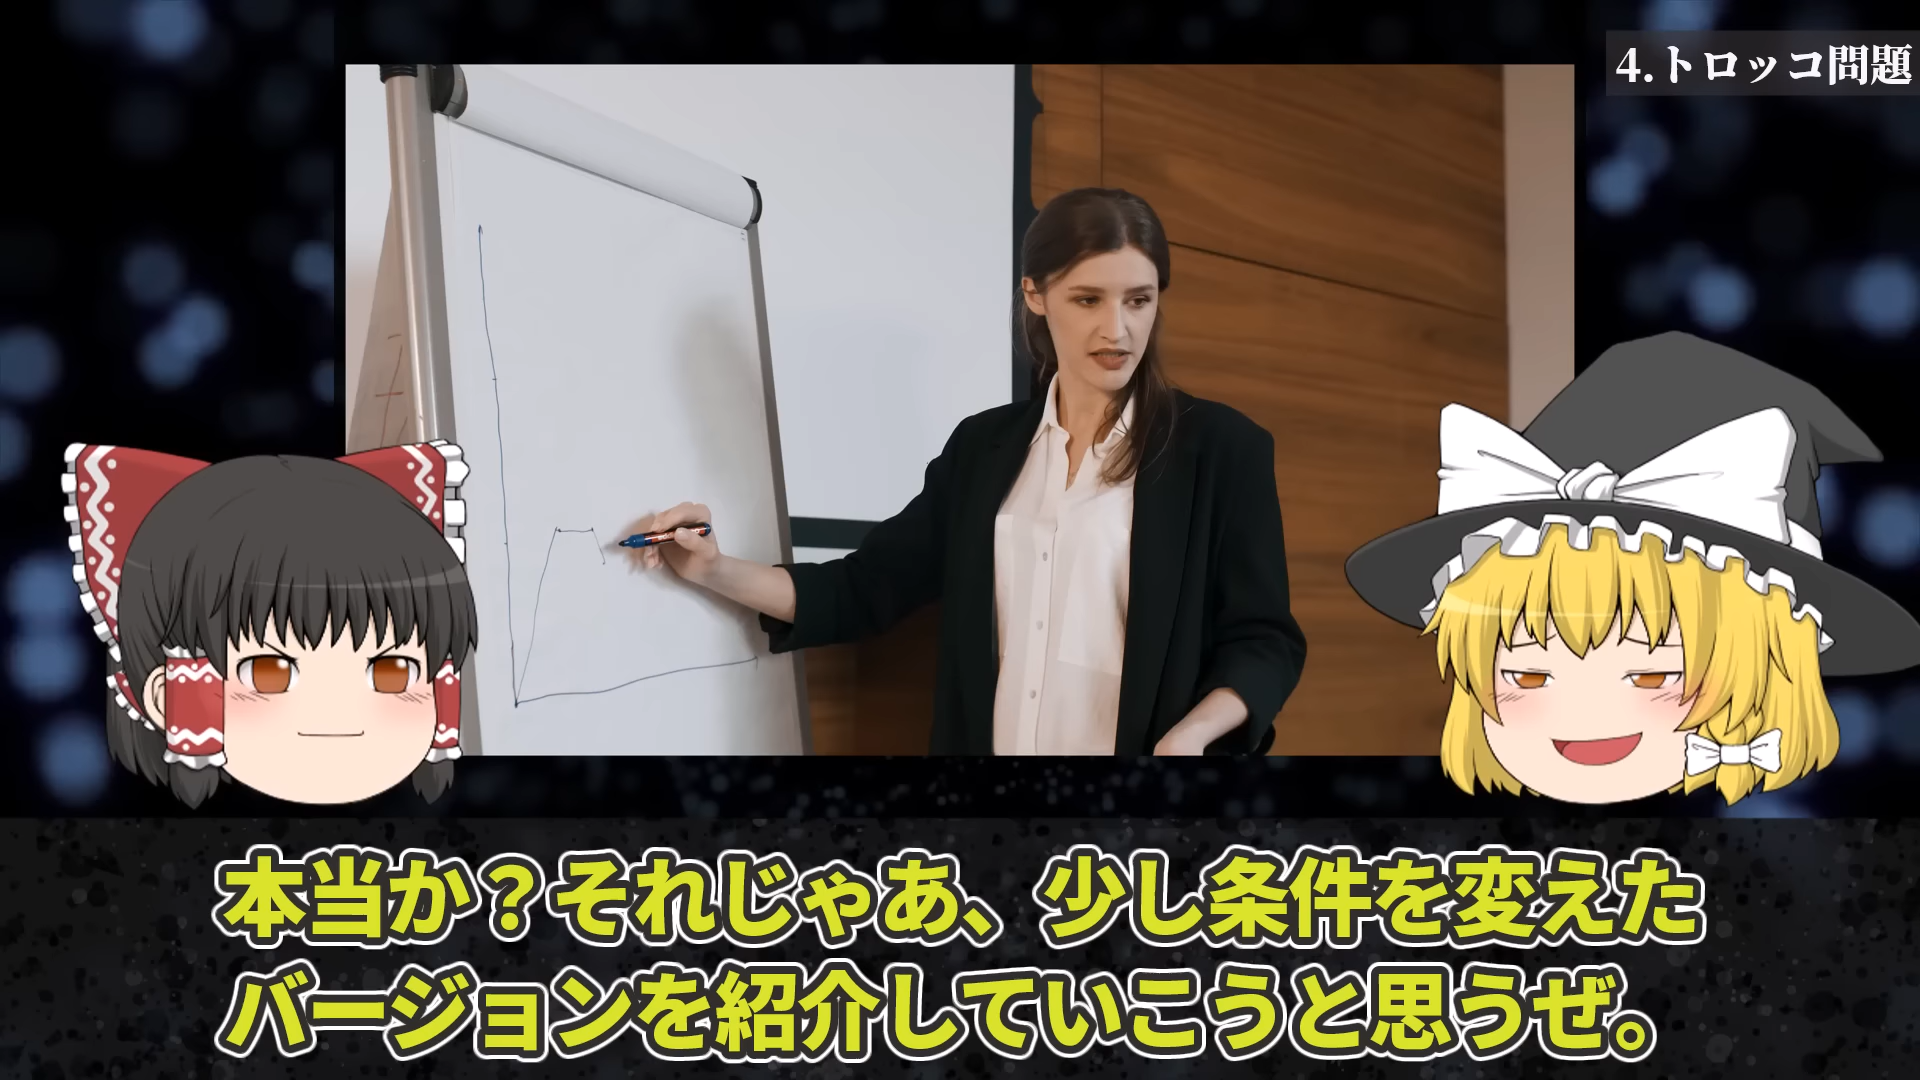 4.トロッコ問題
本当か？それじゃあ、少し条件を変えた
バージョンを紹介していこうと思うぜ。